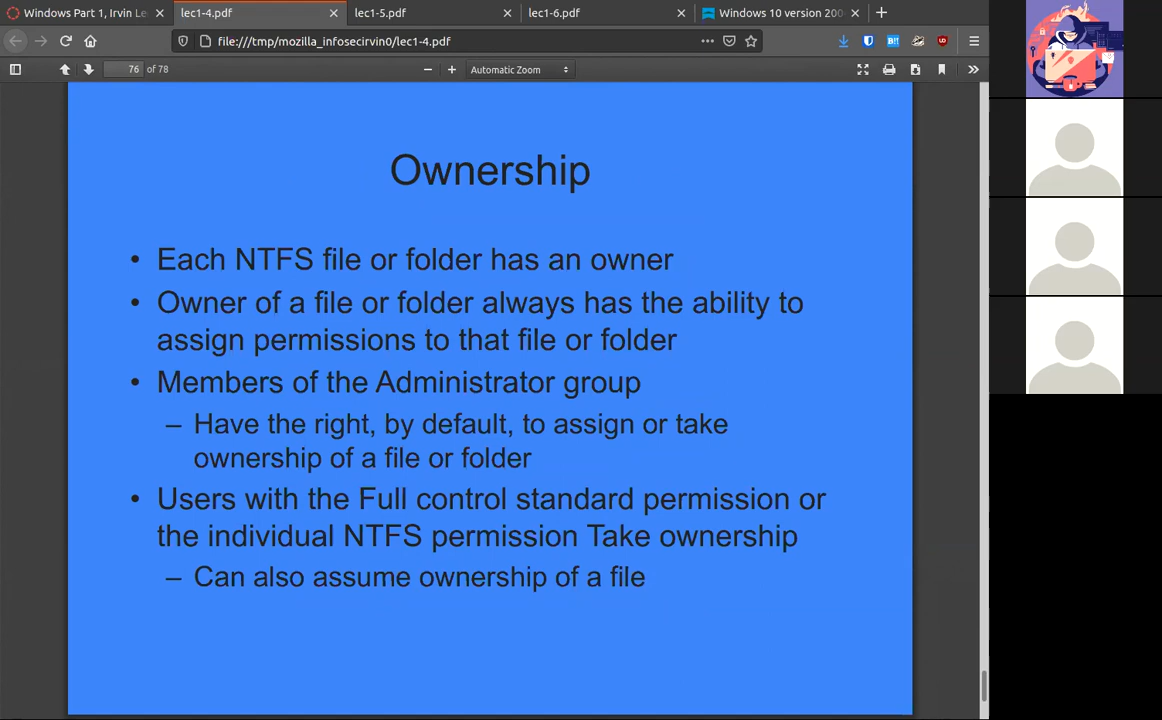 Windows Part 1, Irvin Le
lec1-4.pdf
lec1-5.pdf
lec1-6.pdf
Windows 10 version 200
file:///tmp/mozilla_infosecirvin0/lec1-4.pdf
76 of 78
Automatic Zoom
Ownership
• Each NTFS file or folder has an owner
• Owner of a file or folder always has the ability to
assign permissions to that file or folder
• Members of the Administrator group
– Have the right, by default, to assign or take
ownership of a file or folder
• Users with the Full control standard permission or
the individual NTFS permission Take ownership
– Can also assume ownership of a file